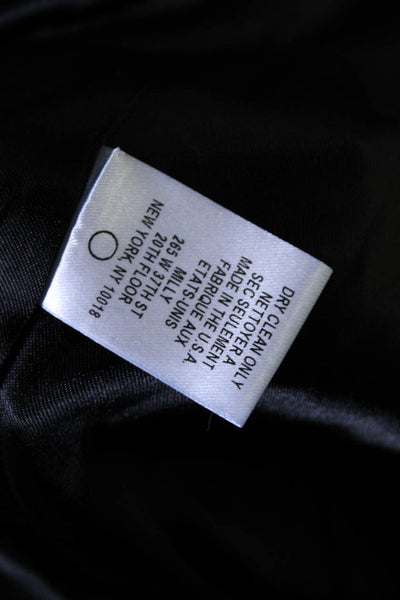 DRY CLEAN ONLY
NETTOYER A
SEC SEULEMENT
MADE IN THE U.S.A.
FABRIQUE AUX
ETATS-UNIS
MILLY
265 W 37TH ST
20TH FLOOR
NEW YORK, NY 10018